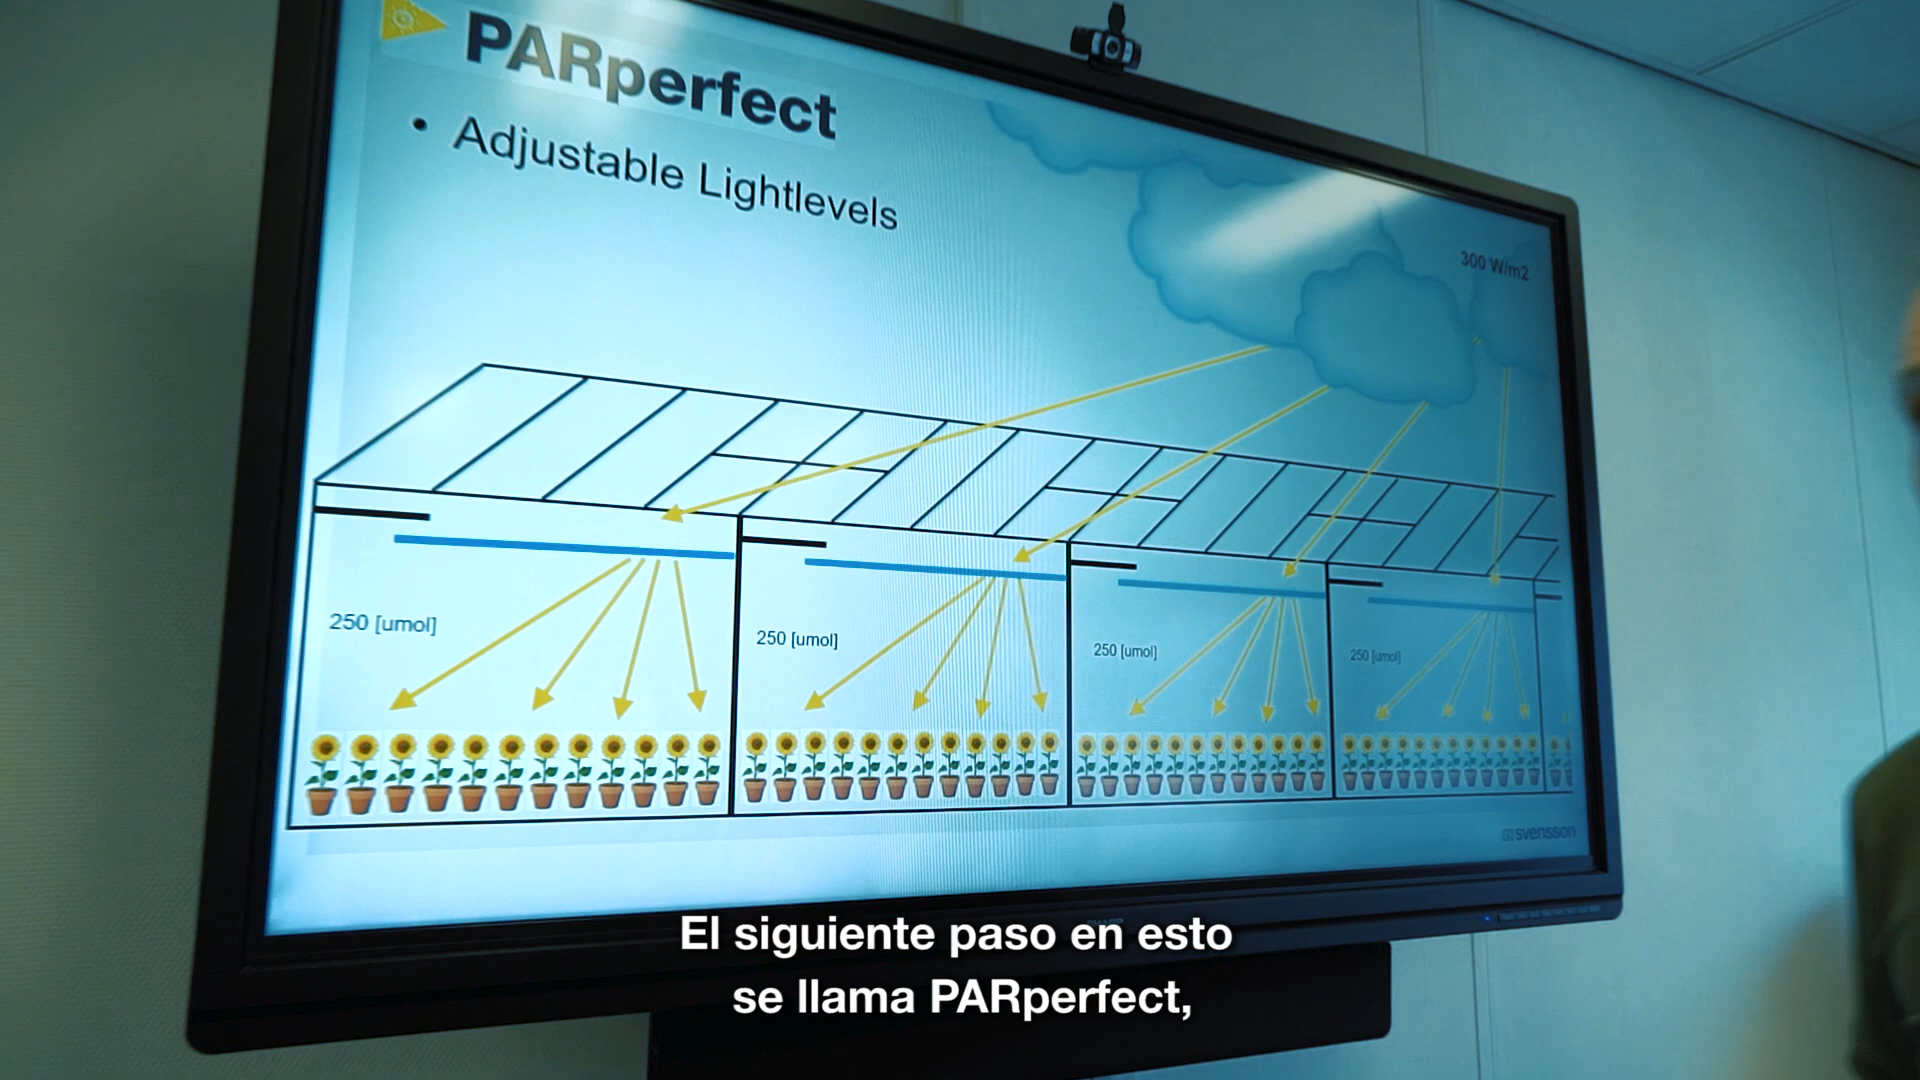 PARperfect
• Adjustable Lightlevels
300 W/m2
250 [umol]
250 [umol]
250 [umol]
250 [umol]
svensson
El siguiente paso en esto
se llama PARperfect,